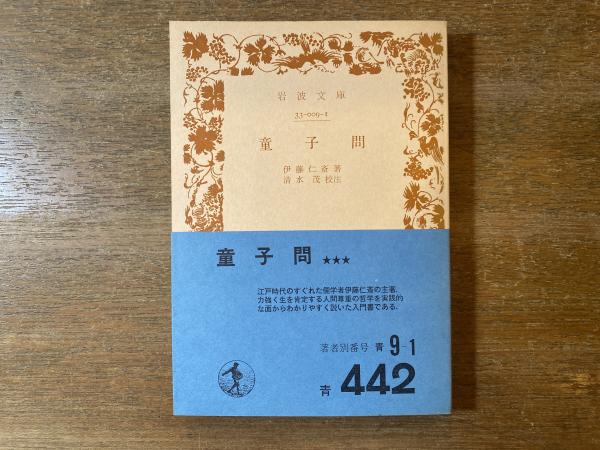 岩波文庫
33-009-1
童子問
伊藤仁斎著
清水茂校注
童子問 ★★★
江戸時代のすぐれた儒学者伊藤仁斎の主著.
力強く生を肯定する人間尊重の哲学を実践的
な面からわかりやすく説いた入門書である.
著者別番号 青 9-1
青 442